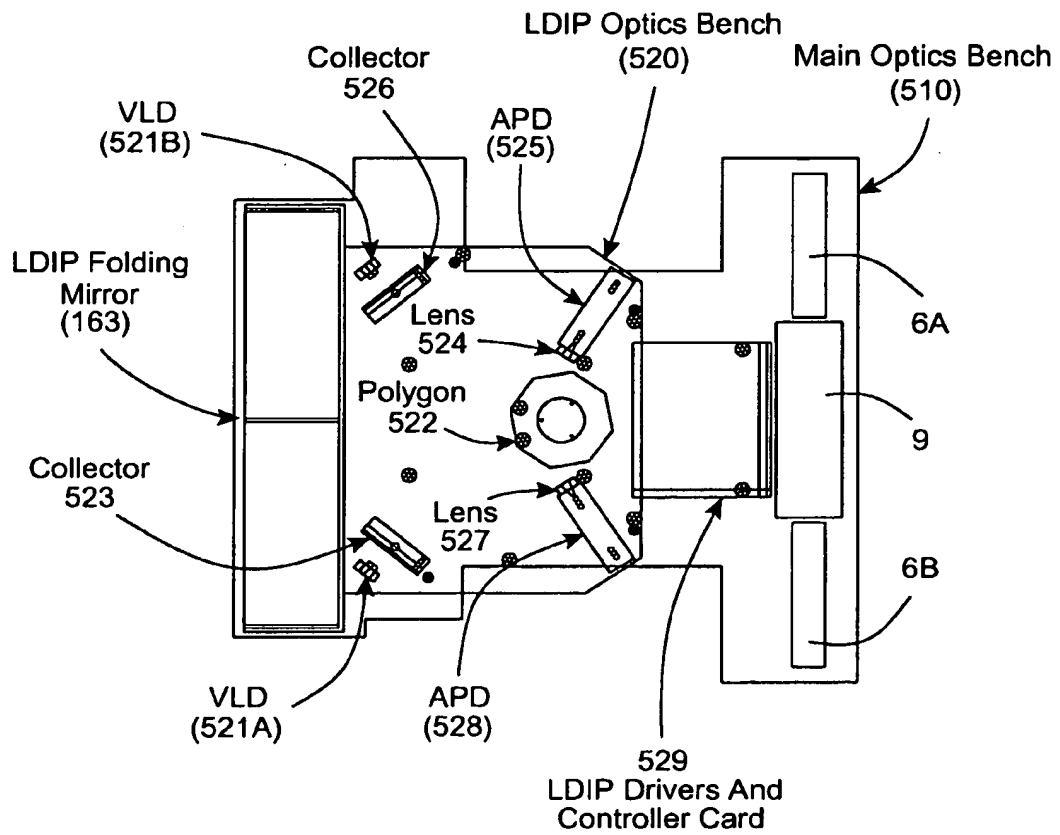 LDIP Optics Bench
(520)
Collector
526
Main Optics Bench
(510)
VLD
(521B)
APD
(525)
LDIP Folding
Mirror
(163)
Lens
524
6A
Polygon
522
9
Collector
523
Lens
527
6B
VLD
(521A)
APD
(528)
529
LDIP Drivers And
Controller Card